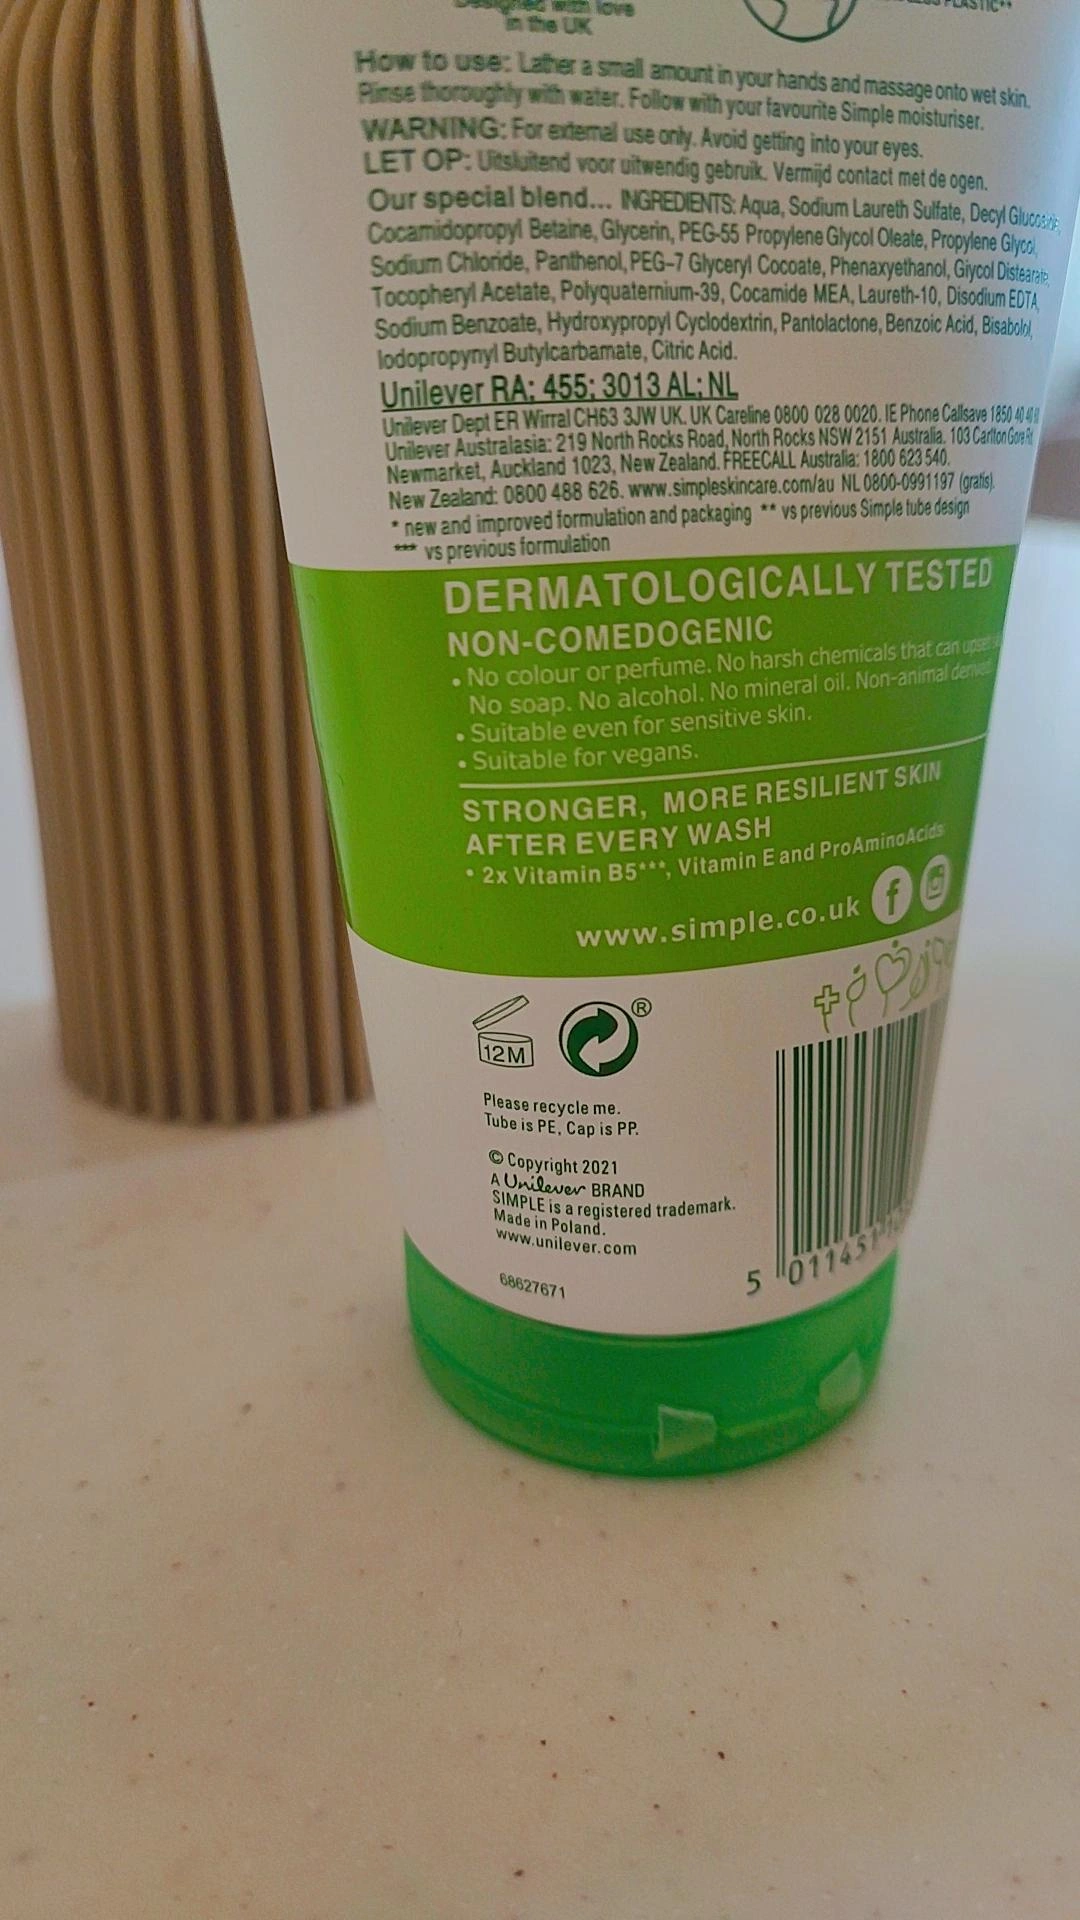 Designed with love
in the UK
PLASTIC**
How to use: Lather a small amount in your hands and massage onto wet skin.
Rinse thoroughly with water. Follow with your favourite Simple moisturiser.
WARNING: For external use only. Avoid getting into your eyes.
LET OP: Uitsluitend voor uitwendig gebruik. Vermijd contact met de ogen.
Our special blend... INGREDIENTS: Aqua, Sodium Laureth Sulfate, Decyl Glucoside,
Cocamidopropyl Betaine, Glycerin, PEG-55 Propylene Glycol Oleate, Propylene Glycol,
Sodium Chloride, Panthenol, PEG-7 Glyceryl Cocoate, Phenoxyethanol, Glycol Distearate,
Tocopheryl Acetate, Polyquaternium-39, Cocamide MEA, Laureth-10, Disodium EDTA,
Sodium Benzoate, Hydroxypropyl Cyclodextrin, Pantolactone, Benzoic Acid, Bisabolol,
Iodopropynyl Butylcarbamate, Citric Acid.
Unilever RA: 455; 3013 AL; NL
Unilever Dept ER Wirral CH63 3JW UK. UK Careline 0800 028 0020. IE Phone Callsave 1850 40 40
Unilever Australasia: 219 North Rocks Road, North Rocks NSW 2151 Australia. 103 Carlton Gore Rd
Newmarket, Auckland 1023, New Zealand. FREECALL Australia: 1800 623 540.
New Zealand: 0800 488 626. www.simpleskincare.com/au NL 0800-0991197 (gratis).
* new and improved formulation and packaging ** vs previous Simple tube design
*** vs previous formulation
DERMATOLOGICALLY TESTED
NON-COMEDOGENIC
• No colour or perfume. No harsh chemicals that can upset
No soap. No alcohol. No mineral oil. Non-animal derived.
• Suitable even for sensitive skin.
• Suitable for vegans.
STRONGER, MORE RESILIENT SKIN
AFTER EVERY WASH
• 2x Vitamin B5***, Vitamin E and ProAminoAcids
www.simple.co.uk
12M
®
Please recycle me.
Tube is PE, Cap is PP.
© Copyright 2021
A Unilever BRAND
SIMPLE is a registered trademark.
Made in Poland.
www.unilever.com
68627671
5 011451